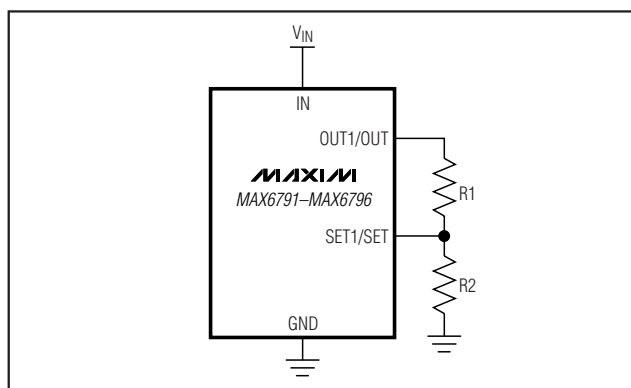 VIN
IN
OUT1/OUT
MAXIM
MAX6791–MAX6796
R1
SET1/SET
R2
GND